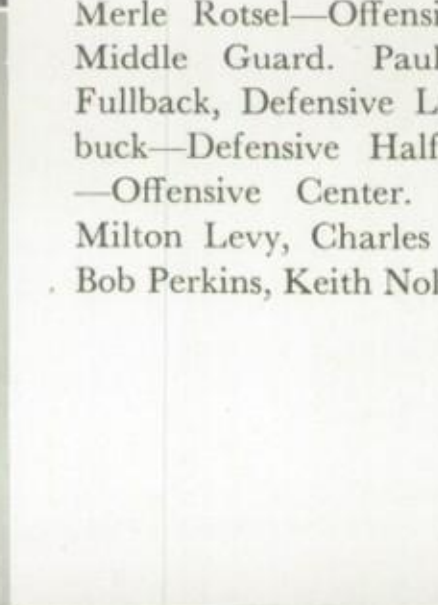 Merle Rotsel—Offensi
Middle Guard. Paul
Fullback, Defensive L
buck—Defensive Half
—Offensive Center.
Milton Levy, Charles
Bob Perkins, Keith Nol